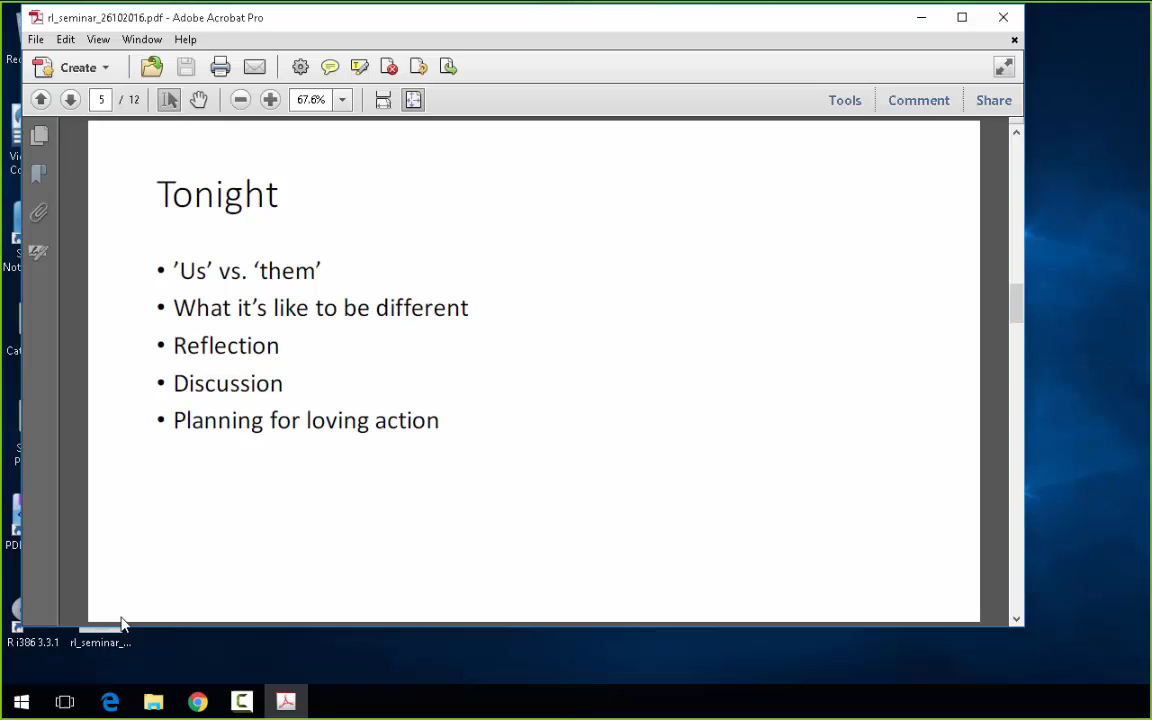 rl_seminar_26102016.pdf - Adobe Acrobat Pro
File Edit View Window Help
Create
5 / 12 67.6% Tools Comment Share
Tonight
• ’Us’ vs. ‘them’
• What it’s like to be different
• Reflection
• Discussion
• Planning for loving action
R i386 3.3.1 rl_seminar_...